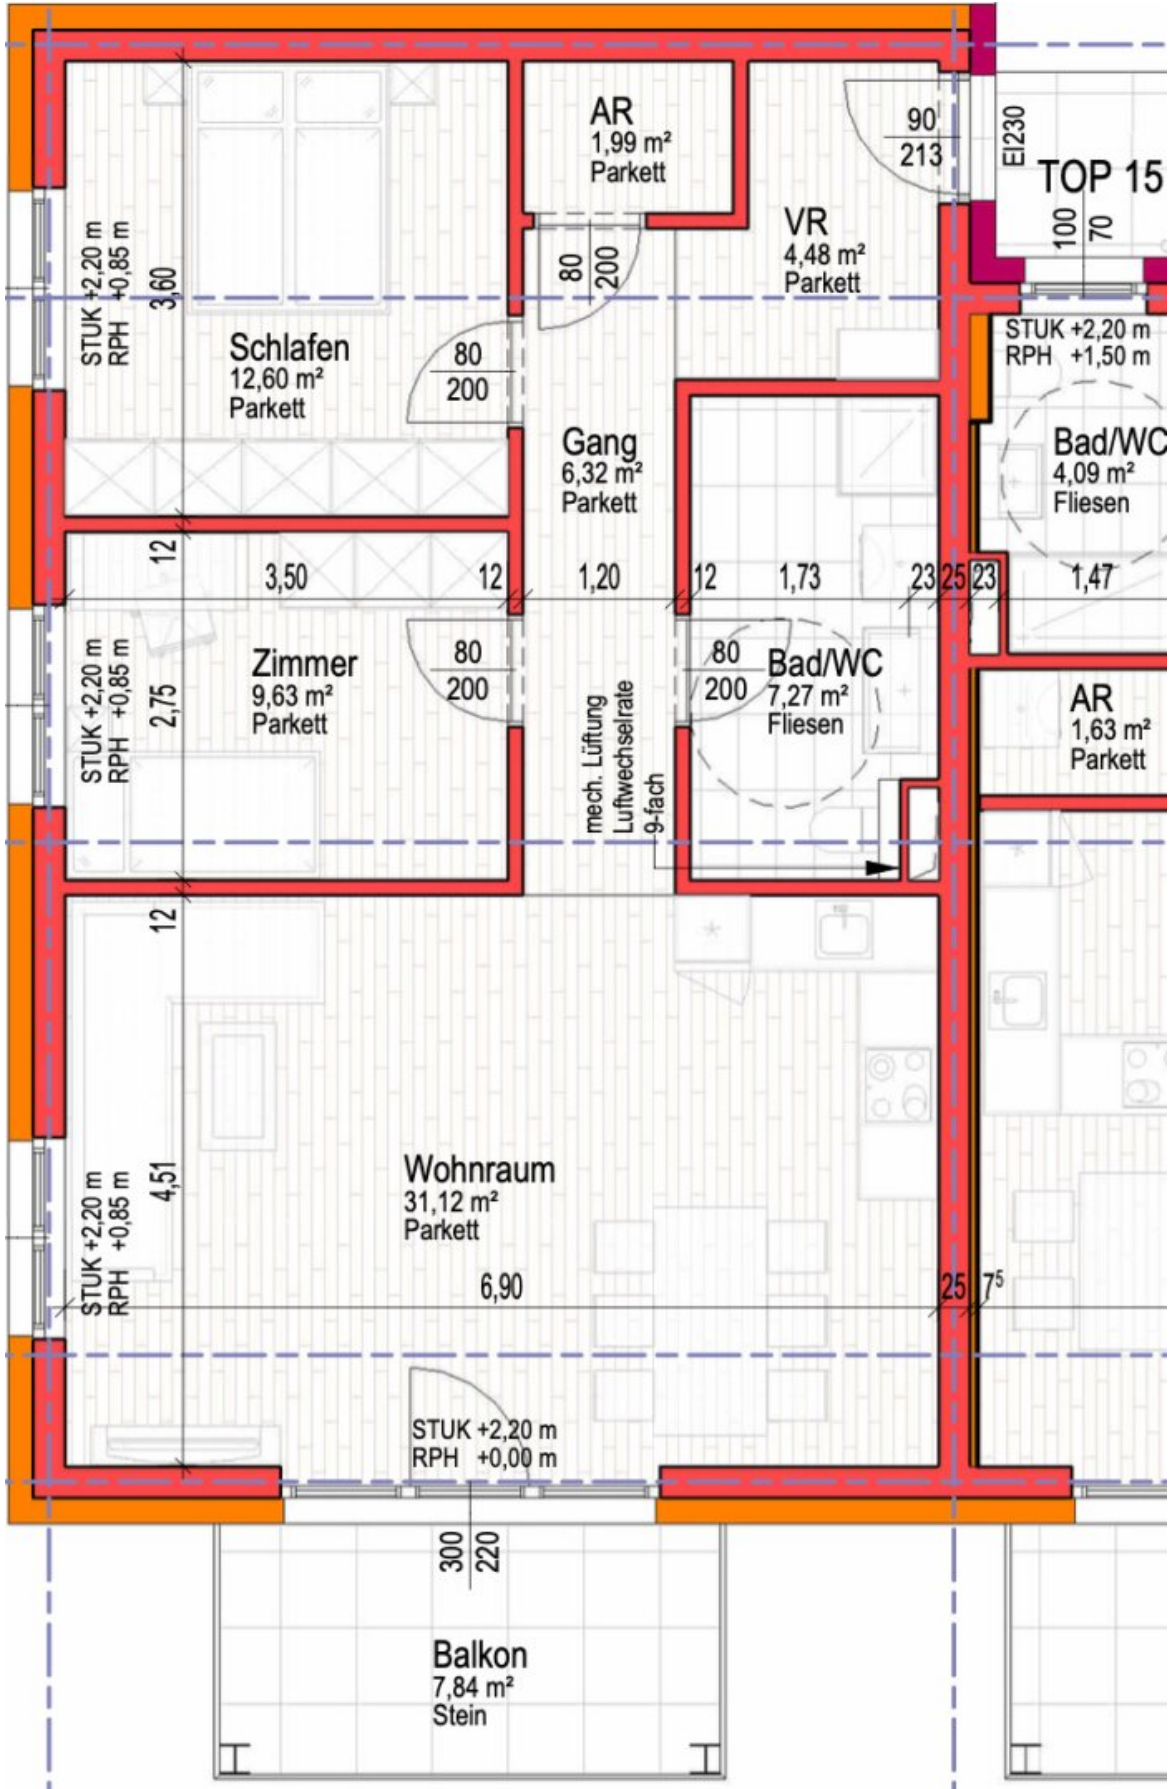 AR
1,99 m²
Parkett
90
213
EI230
TOP 15
VR
4,48 m²
Parkett
100
70
80
200
STUK +2,20 m
RPH +0,85 m
3,60
Schlafen
12,60 m²
Parkett
80
200
STUK +2,20 m
RPH +1,50 m
Gang
6,32 m²
Parkett
Bad/WC
4,09 m²
Fliesen
12
3,50
12
1,20
12
1,73
23
25
23
1,47
STUK +2,20 m
RPH +0,85 m
2,75
Zimmer
9,63 m²
Parkett
80
200
80
200
Bad/WC
7,27 m²
Fliesen
AR
1,63 m²
Parkett
mech. Lüftung
Luftwechselrate
9-fach
12
STUK +2,20 m
RPH +0,85 m
4,51
Wohnraum
31,12 m²
Parkett
6,90
25
7⁵
STUK +2,20 m
RPH +0,00 m
300
220
Balkon
7,84 m²
Stein